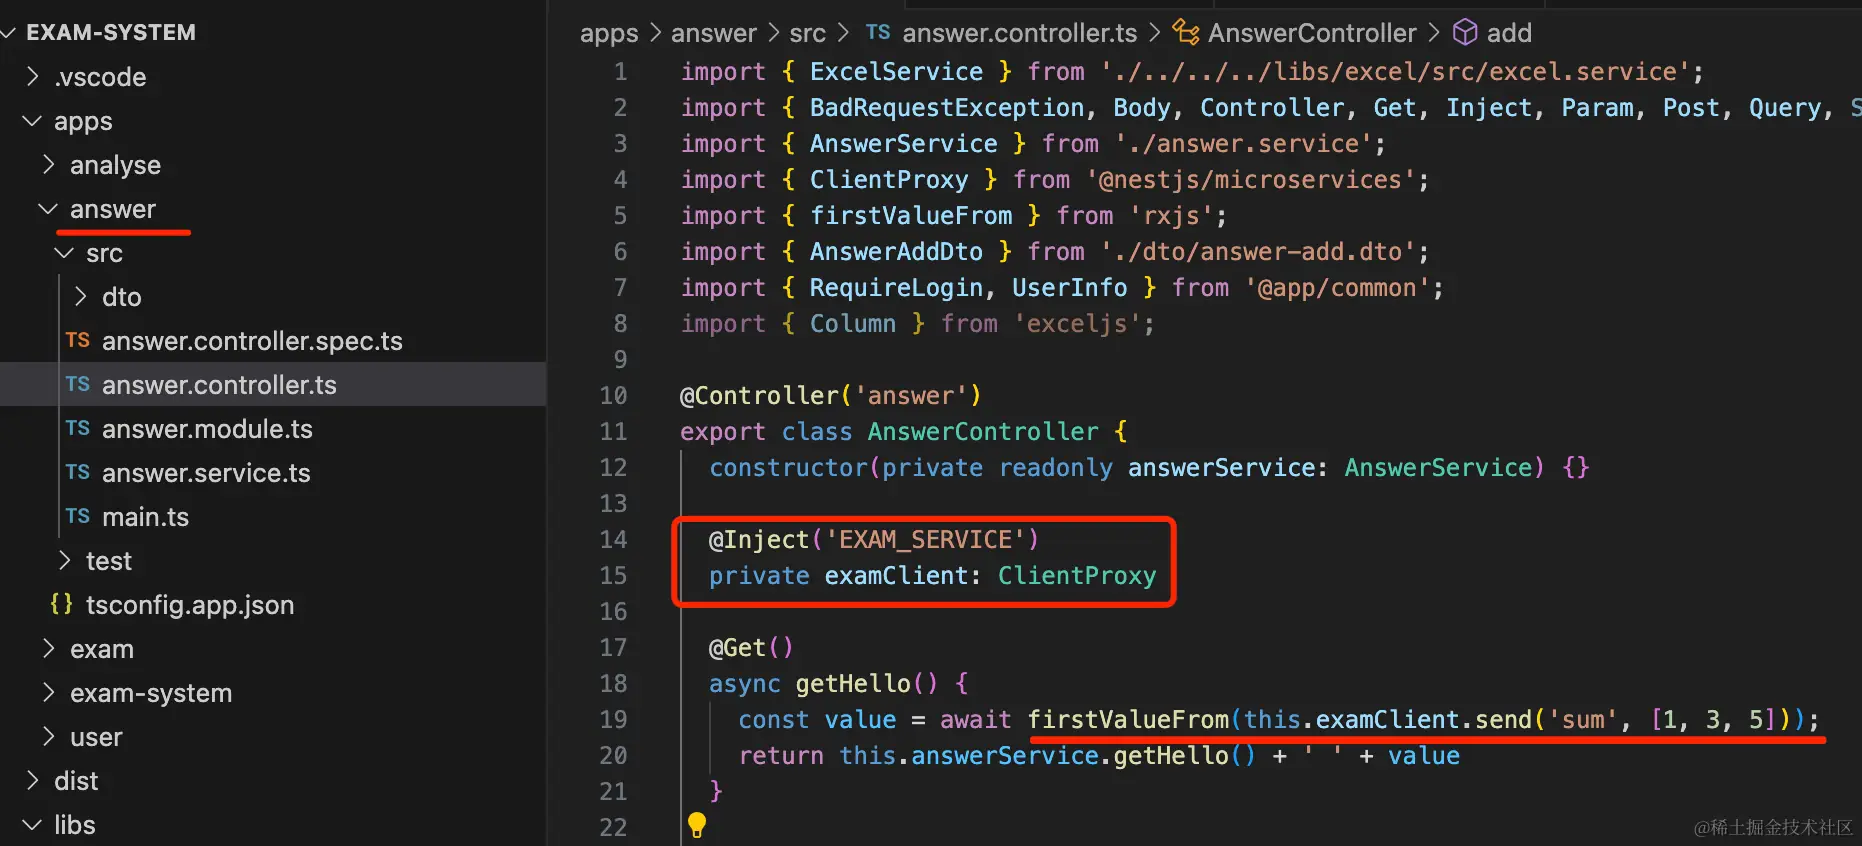 EXAM-SYSTEM
.vscode
apps
analyse
answer
src
dto
TS answer.controller.spec.ts
TS answer.controller.ts
TS answer.module.ts
TS answer.service.ts
TS main.ts
test
{} tsconfig.app.json
exam
exam-system
user
dist
libs
apps > answer > src > TS answer.controller.ts > AnswerController > add
1 import { ExcelService } from './../../../libs/excel/src/excel.service';
2 import { BadRequestException, Body, Controller, Get, Inject, Param, Post, Query, S
3 import { AnswerService } from './answer.service';
4 import { ClientProxy } from '@nestjs/microservices';
5 import { firstValueFrom } from 'rxjs';
6 import { AnswerAddDto } from './dto/answer-add.dto';
7 import { RequireLogin, UserInfo } from '@app/common';
8 import { Column } from 'exceljs';
9
10 @Controller('answer')
11 export class AnswerController {
12 constructor(private readonly answerService: AnswerService) {}
13
14 @Inject('EXAM_SERVICE')
15 private examClient: ClientProxy
16
17 @Get()
18 async getHello() {
19 const value = await firstValueFrom(this.examClient.send('sum', [1, 3, 5]));
20 return this.answerService.getHello() + ' ' + value
21 }
22
@稀土掘金技术社区